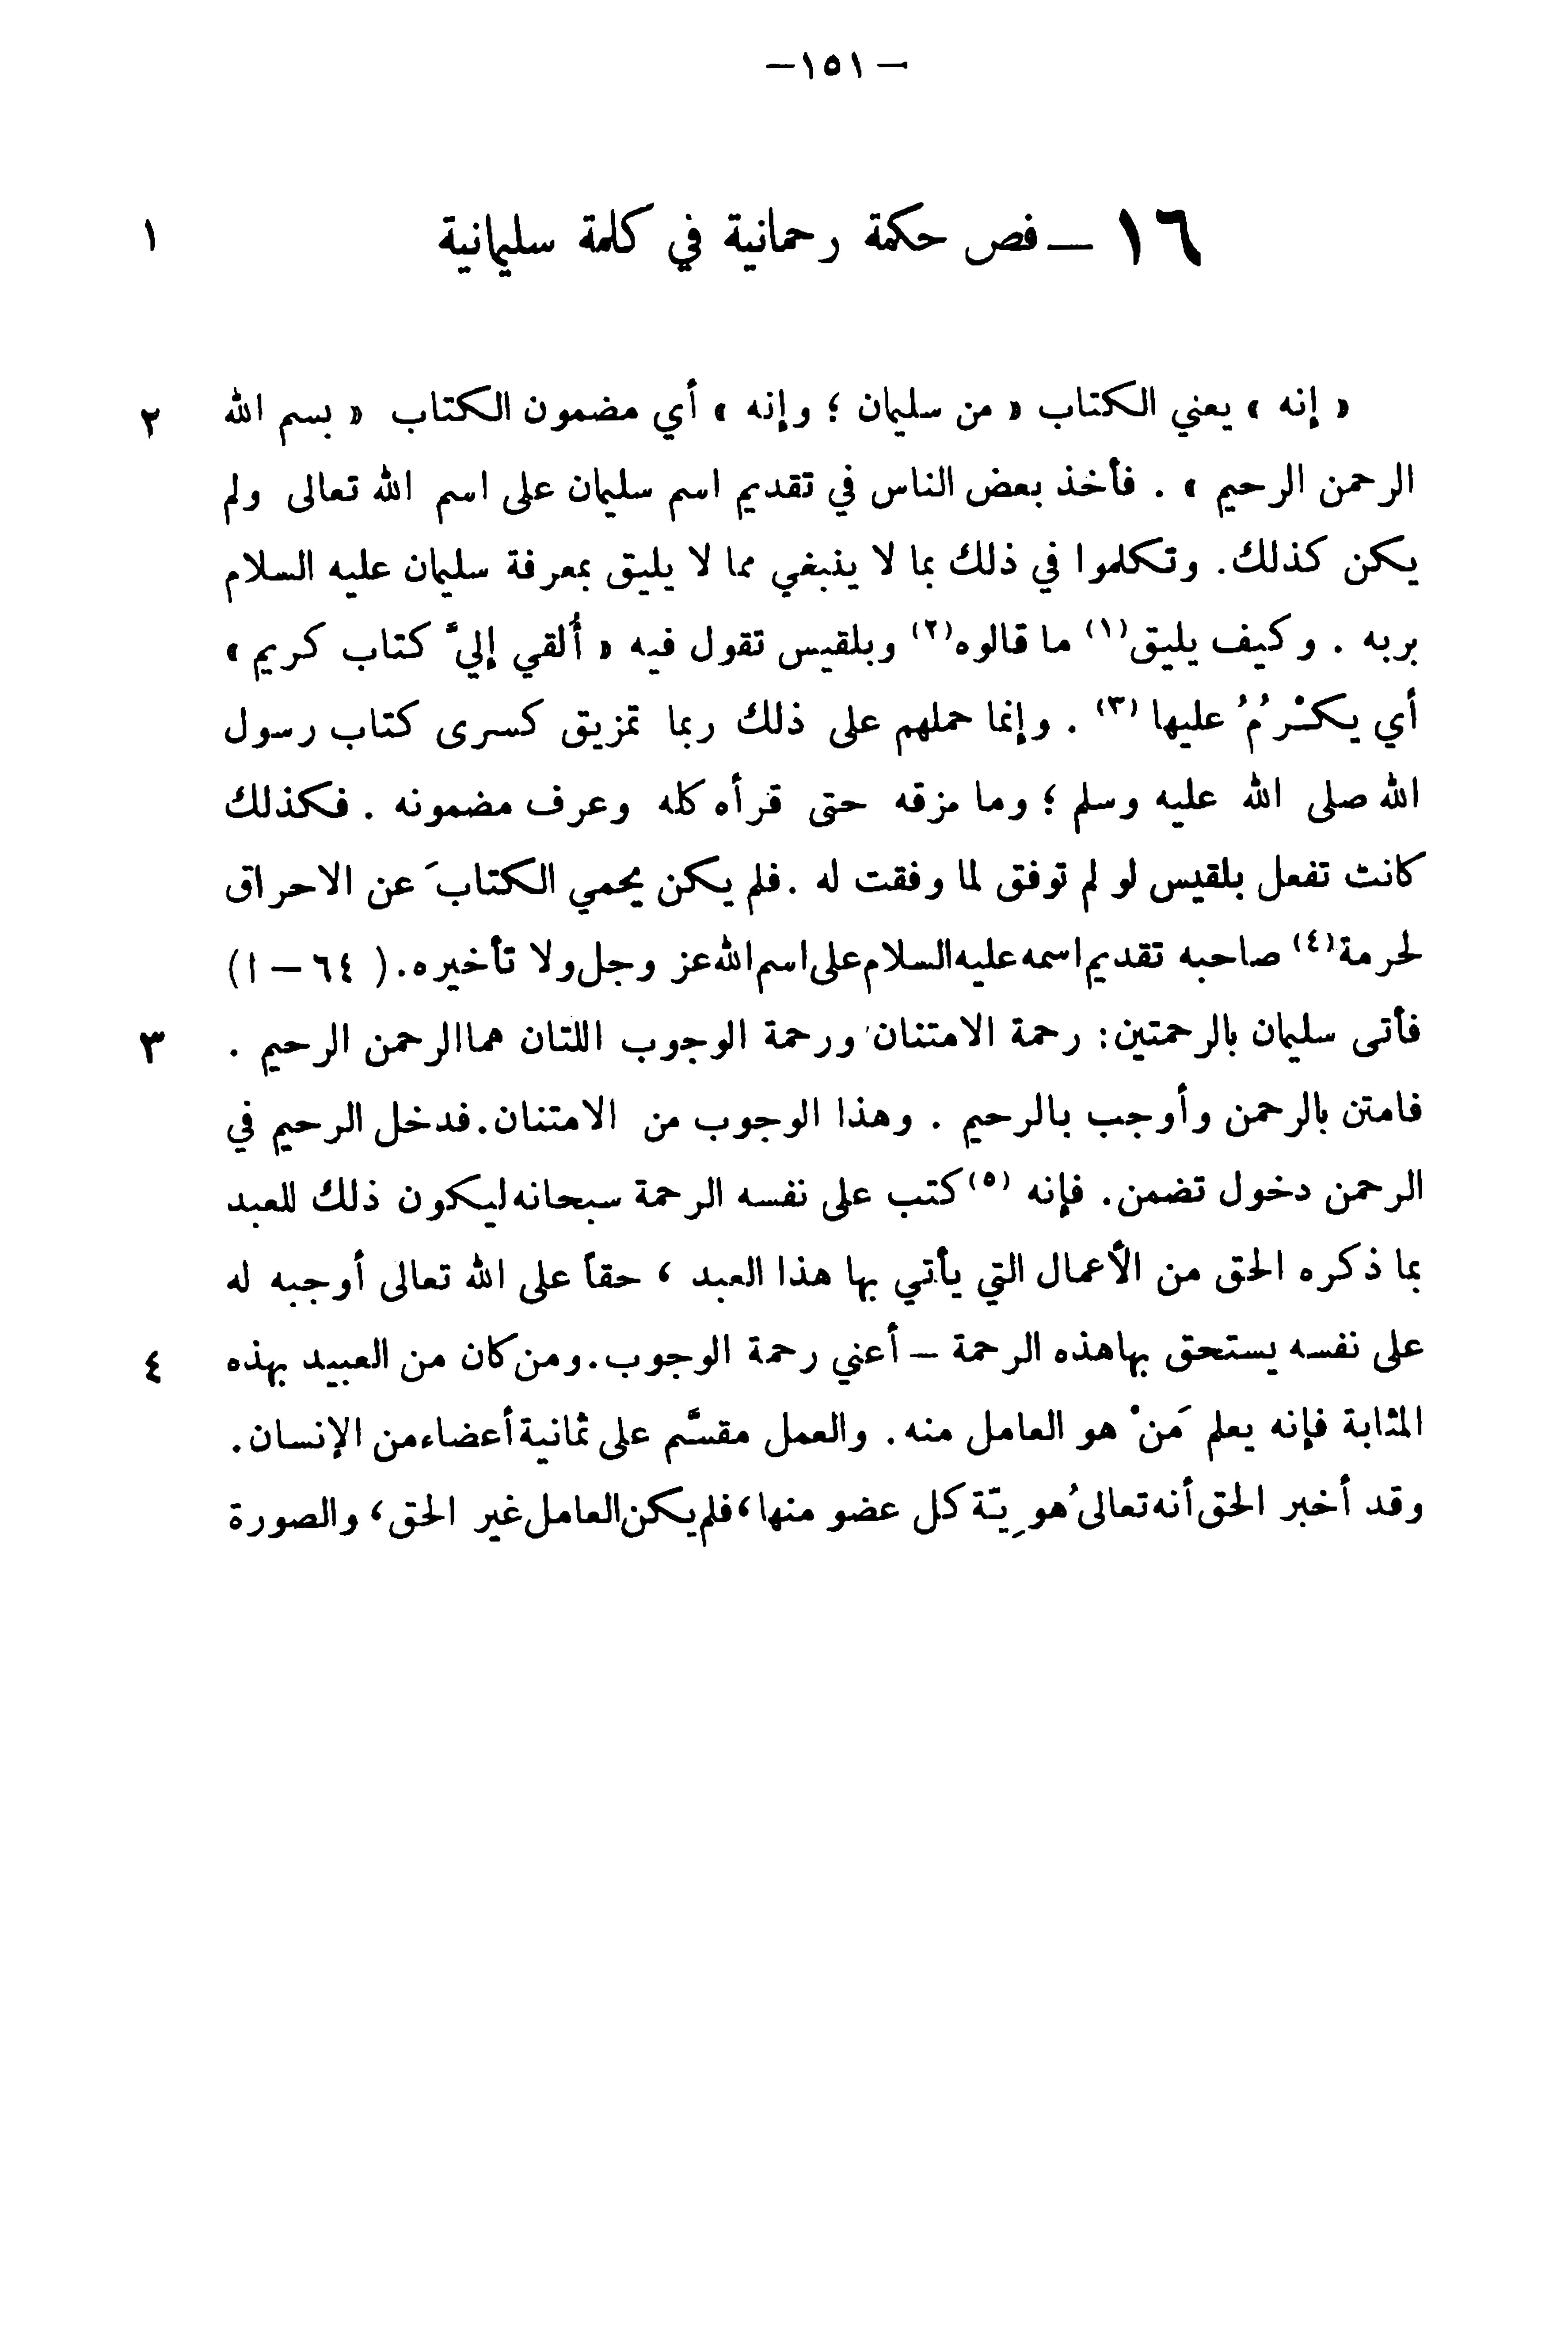 —١٥١—
١٦ — فص حكمة رحمانية في كلمة سليمانية ١
« إنه » يعني الكتاب « من سليمان ؛ وإنه » أي مضمون الكتاب « بسم الله ٢
الرحمن الرحيم » . فأخذ بعض الناس في تقديم اسم سليمان على اسم الله تعالى ولم
يكن كذلك. وتكلموا في ذلك بما لا ينبغي مما لا يليق بمعرفة سليمان عليه السلام
بربه . وكيف يليق(١) ما قالوه(٢) وبلقيس تقول فيه « أُلقي إليَّ كتاب كريم »
أي يكْرُمُ عليها (٣) . وإنما حملهم على ذلك ربما تمزيق كسرى كتاب رسول
الله صلى الله عليه وسلم ؛ وما مزقه حتى قرأه كله وعرف مضمونه . فكذلك
كانت تفعل بلقيس لو لم توفق لما وفقت له .فلم يكن يحمي الكتابَ عن الاحراق
لحرمة(٤) صاحبه تقديم اسمه عليه السلام على اسم الله عز وجل ولا تأخيره. ( ٦٤ – ا)
فأتى سليمان بالرحمتين: رحمة الامتنان ورحمة الوجوب اللتان هما الرحمن الرحيم . ٣
فامتن بالرحمن وأوجب بالرحيم . وهذا الوجوب من الامتنان.فدخل الرحيم في
الرحمن دخول تضمن. فإنه (٥) كتب على نفسه الرحمة سبحانه ليكون ذلك للعبد
بما ذكره الحق من الأعمال التي يأتي بها هذا العبد ، حقاً على الله تعالى أوجبه له
على نفسه يستحق بها هذه الرحمة – أعني رحمة الوجوب. ومن كان من العبيد بهذه ٤
المثابة فإنه يعلم مَنْ هو العامل منه . والعمل مقسَّم على ثمانية أعضاء من الإنسان.
وقد أخبر الحق أنه تعالى هُوِيّة كل عضو منها، فلم يكن العامل غير الحق، والصورة